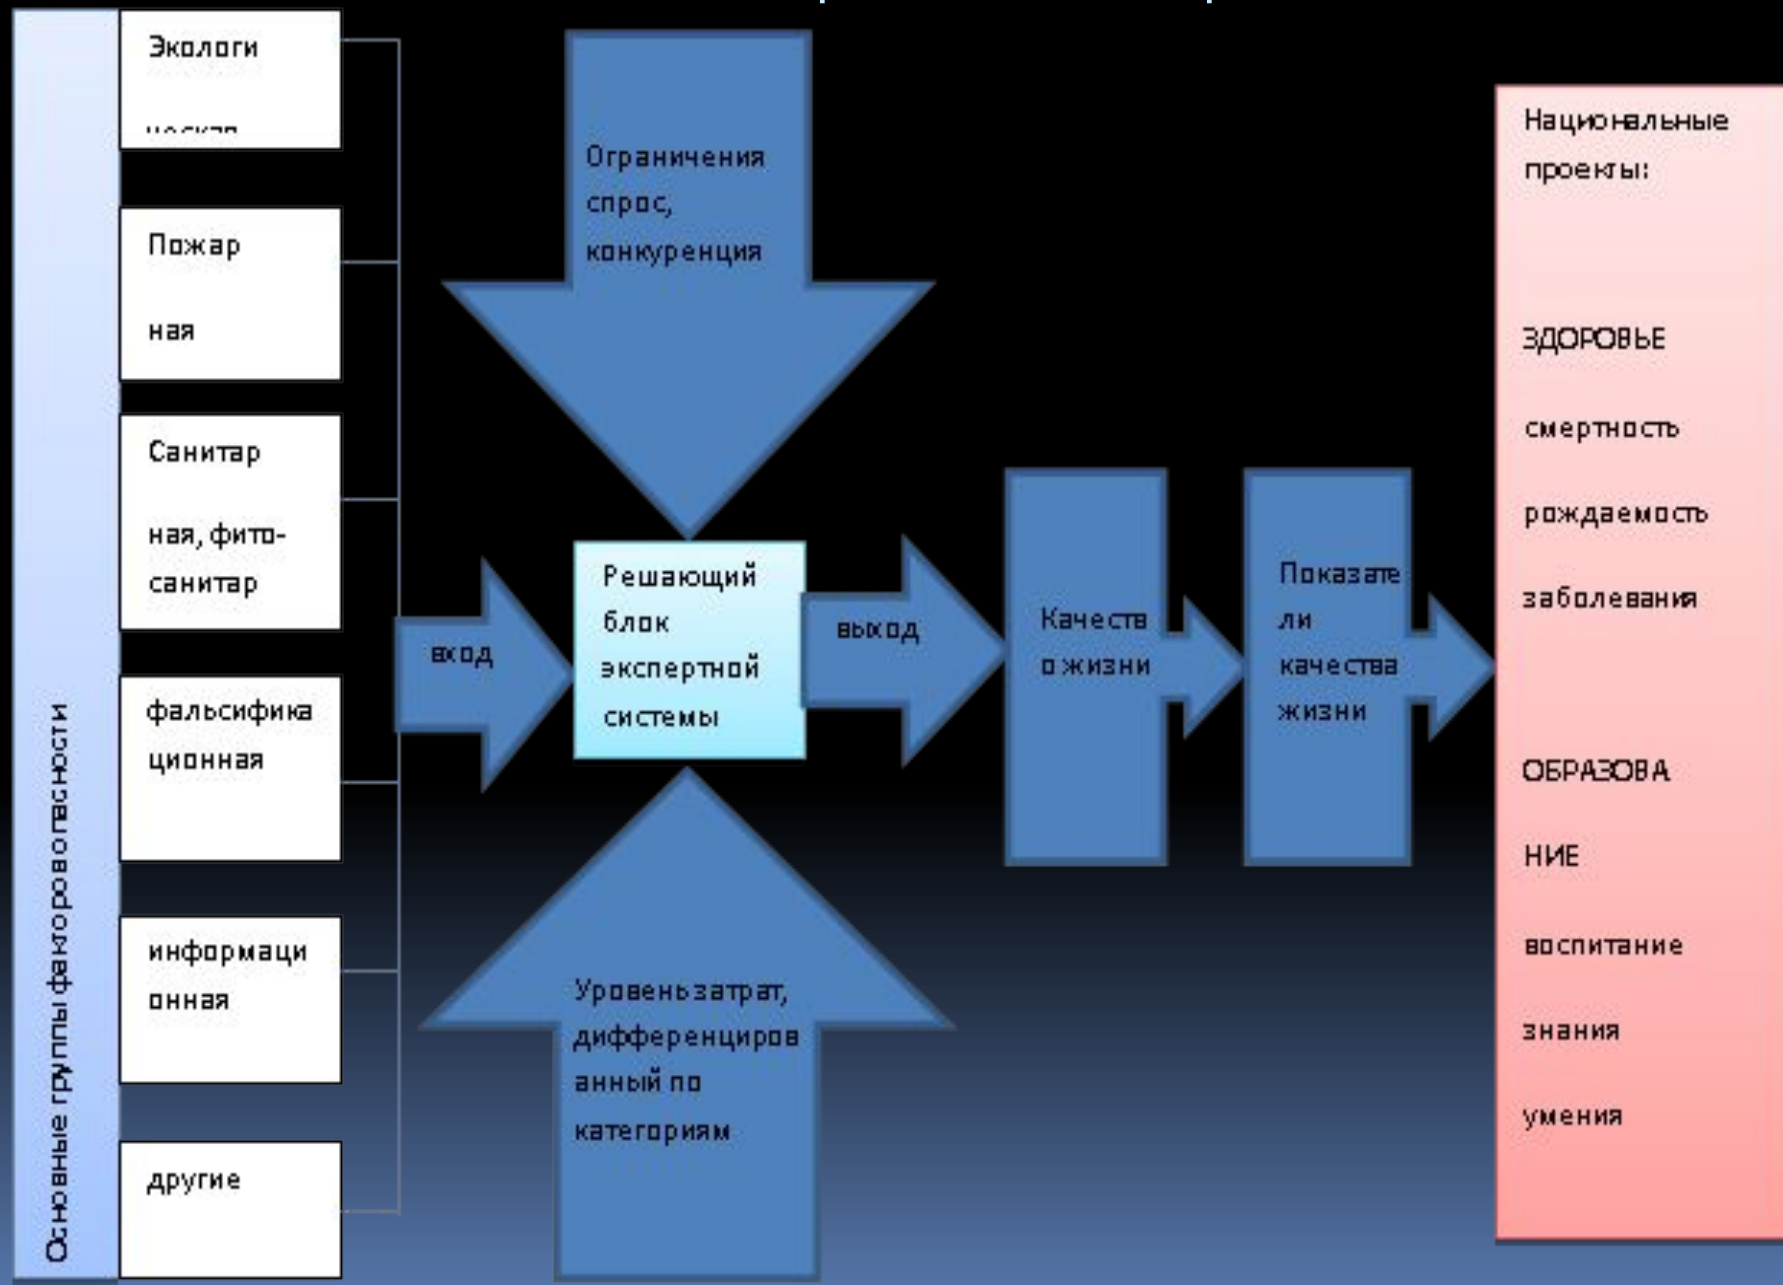 Основные группы факторов опасности
Экологи
ческая
Пожар
ная
Санитар
ная, фито-
санитар
фальсифика
ционная
информаци
онная
другие
вход
Ограничения
спрос,
конкуренция
Решающий
блок
экспертной
системы
Уровень затрат,
дифференциров
анный по
категориям
выход
Качеств
о жизни
Показате
ли
качества
жизни
Национальные
проекты:
ЗДОРОВЬЕ
смертность
рождаемость
заболевания
ОБРАЗОВА
НИЕ
воспитание
знания
умения